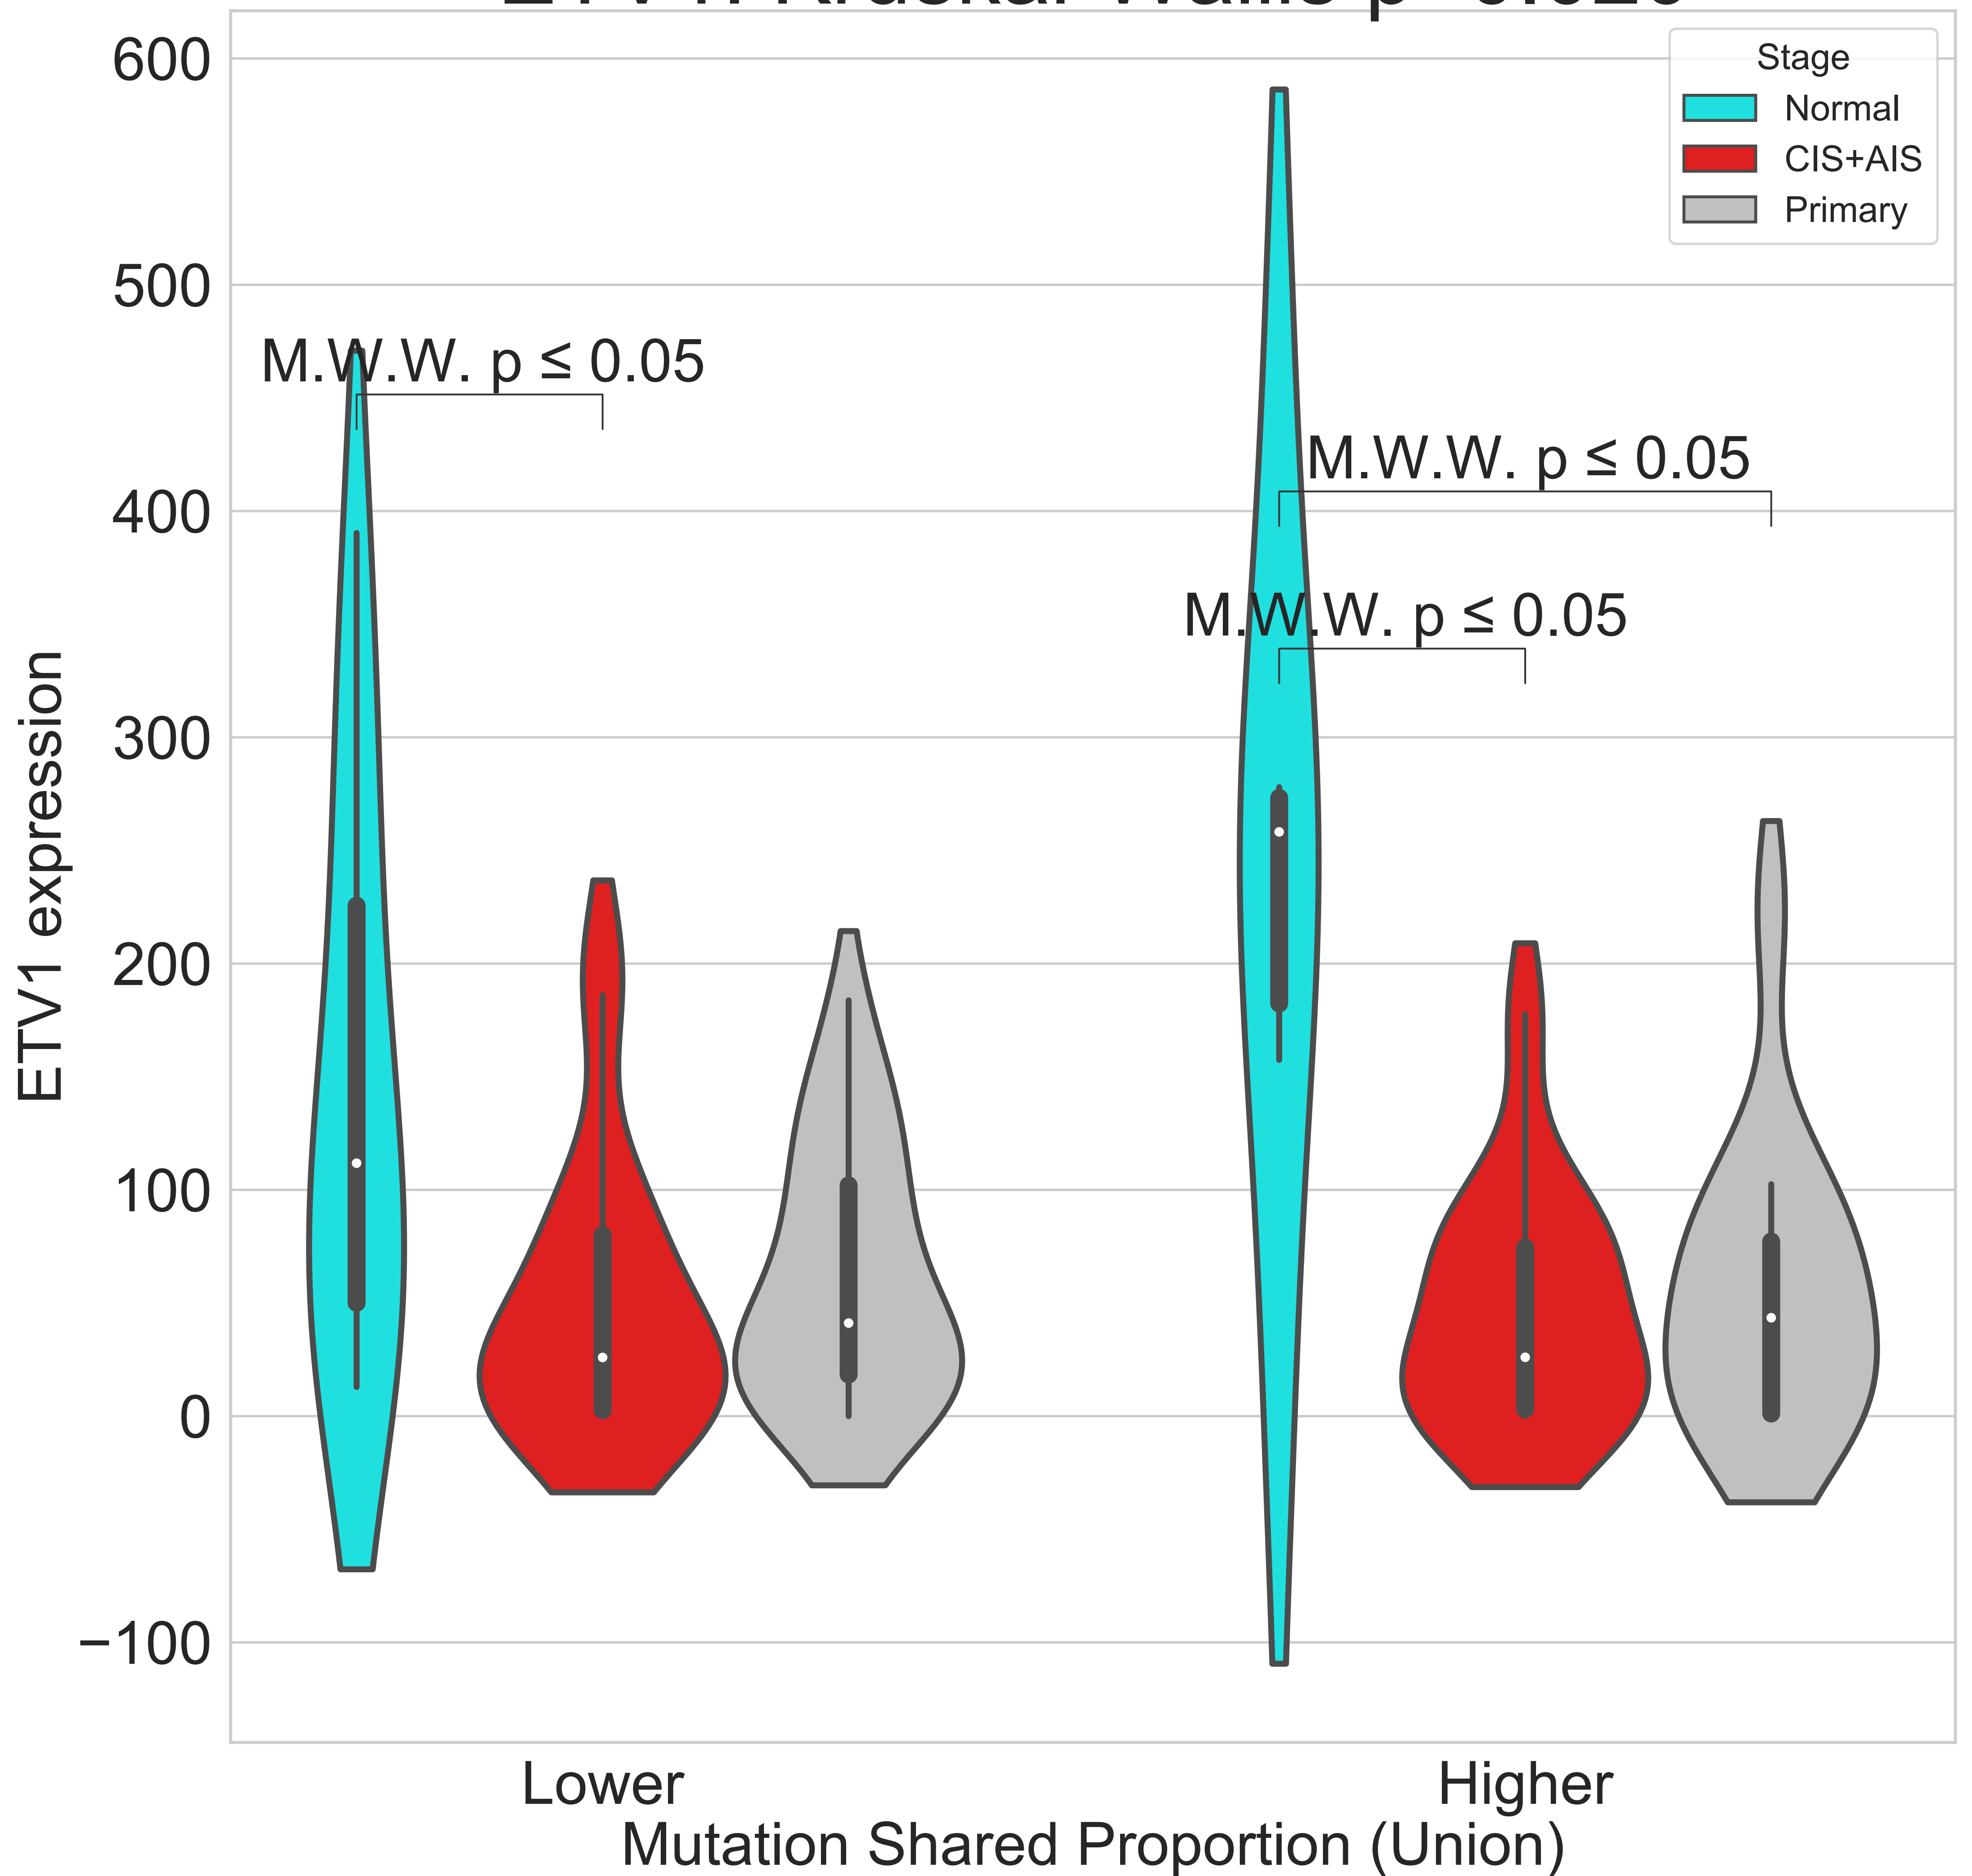 600
500
400
300
200
100
0
−100
ETV1 expression
Stage
Normal
CIS+AIS
Primary
M.W.W. p ≤ 0.05
M.W.W. p ≤ 0.05
M.W.W. p ≤ 0.05
Lower
Higher
Mutation Shared Proportion (Union)